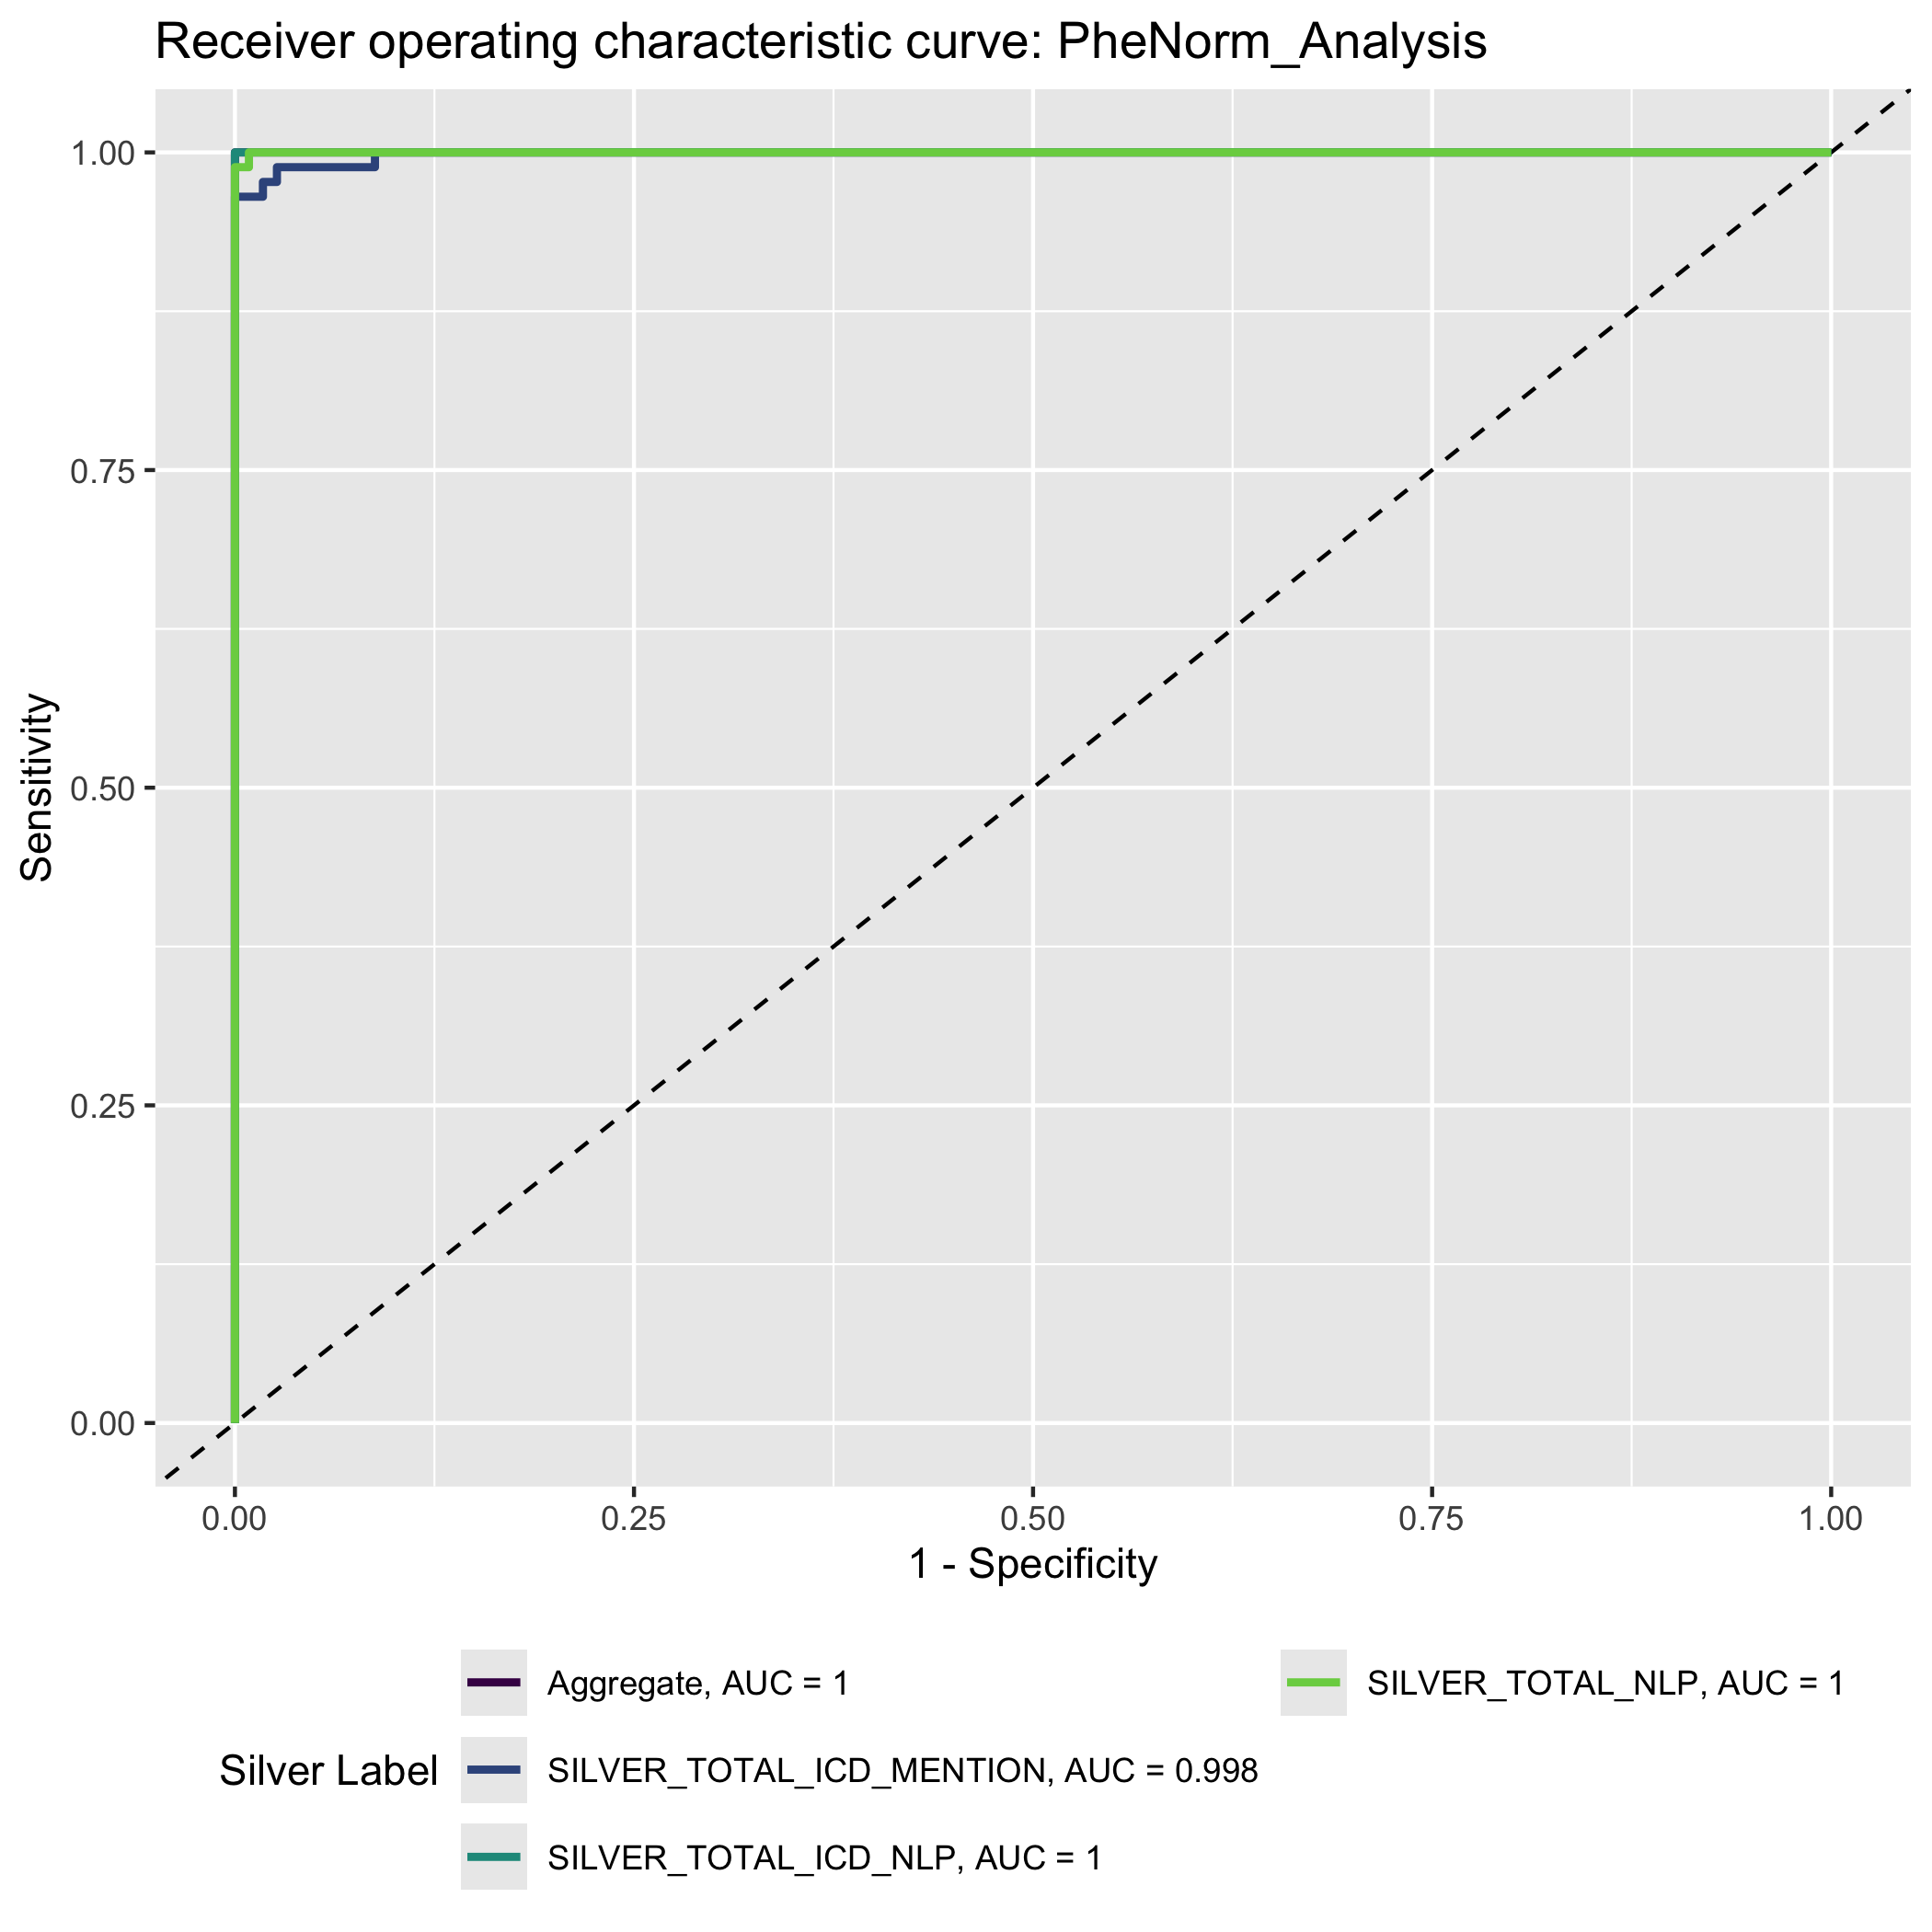 Receiver operating characteristic curve: PheNorm_Analysis
Sensitivity
1.00
0.75
0.50
0.25
0.00
0.00 0.25 0.50 0.75 1.00
1 - Specificity
Silver Label
Aggregate, AUC = 1
SILVER_TOTAL_ICD_MENTION, AUC = 0.998
SILVER_TOTAL_ICD_NLP, AUC = 1
SILVER_TOTAL_NLP, AUC = 1